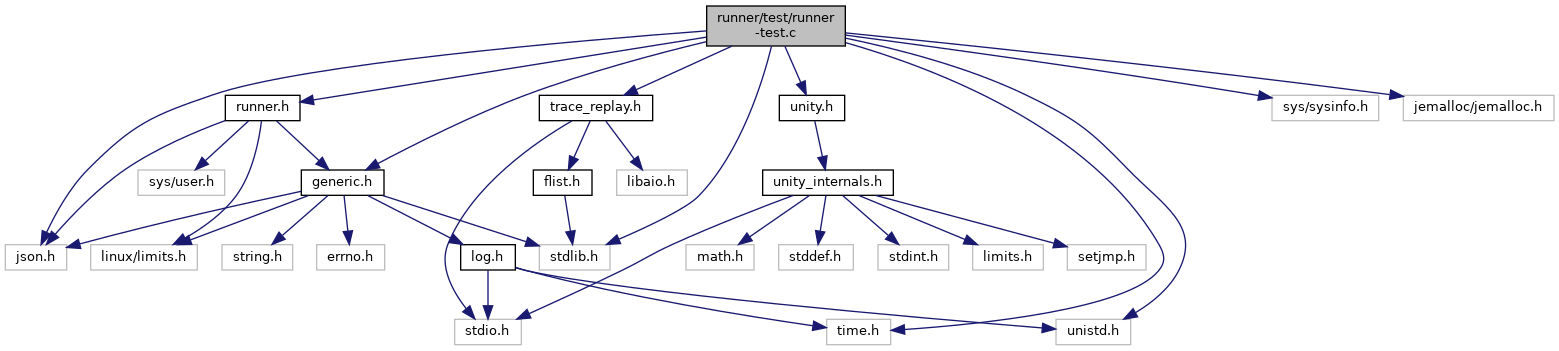 runner/test/runner
-test.c
runner.h
trace_replay.h
unity.h
sys/sysinfo.h
jemalloc/jemalloc.h
sys/user.h
generic.h
flist.h
libaio.h
unity_internals.h
json.h
linux/limits.h
string.h
errno.h
log.h
stdlib.h
math.h
stddef.h
stdint.h
limits.h
setjmp.h
stdio.h
time.h
unistd.h